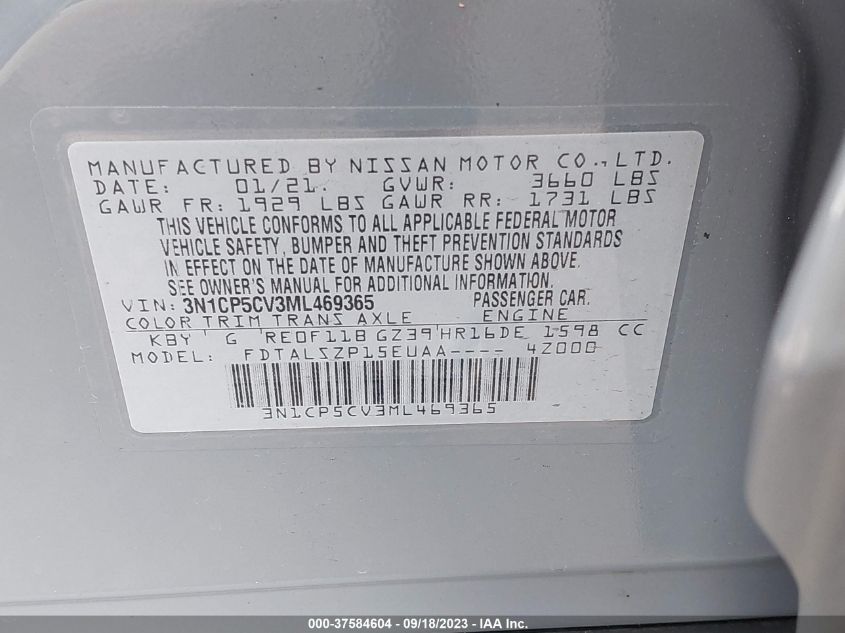 MANUFACTURED BY NISSAN MOTOR CO.,LTD.
DATE: 01/21. GVWR: 3660 LBS
GAWR FR: 1929 LBS GAWR RR: 1731 LBS
THIS VEHICLE CONFORMS TO ALL APPLICABLE FEDERAL MOTOR
VEHICLE SAFETY, BUMPER AND THEFT PREVENTION STANDARDS
IN EFFECT ON THE DATE OF MANUFACTURE SHOWN ABOVE.
SEE OWNER'S MANUAL FOR ADDITIONAL INFORMATION.
VIN: 3N1CP5CV3ML469365 PASSENGER CAR.
COLOR TRIM TRANS AXLE ENGINE
KBY G RE0F11B GZ39 HR16DE 1598 CC
MODEL: FDTALSZP15EUAA---- 4Z000
3N1CP5CV3ML469365
000-37584604 - 09/18/2023 - IAA Inc.